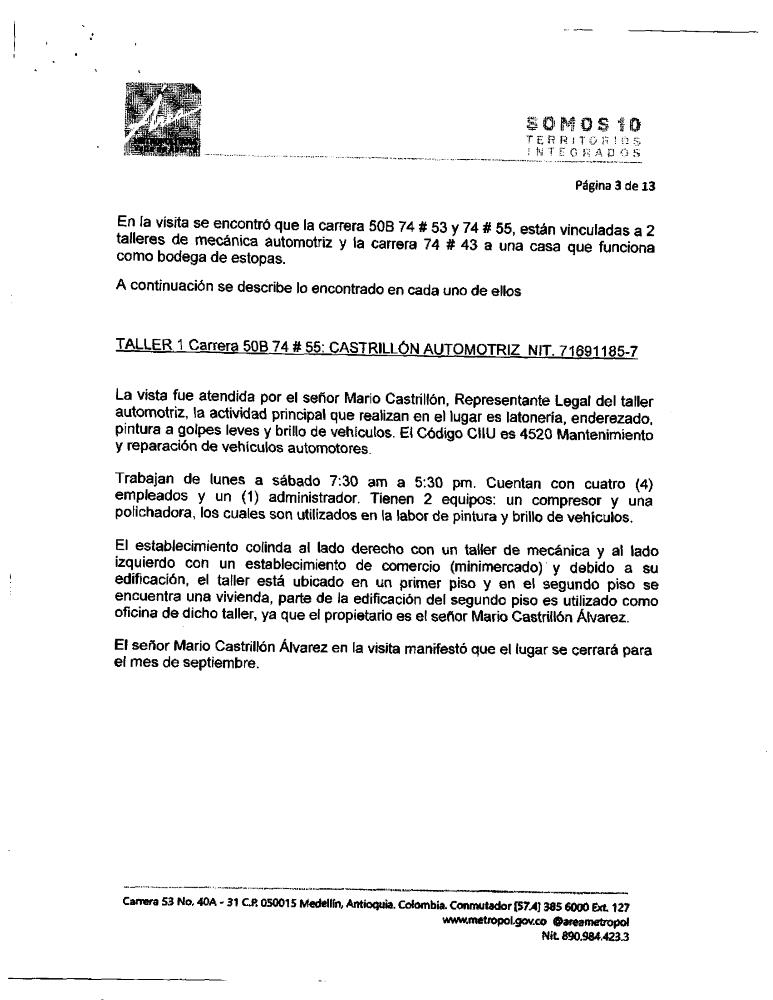 SOMOS 10
TERRITORIOS
INTEGRADOS
Página 3 de 13
En la visita se encontró que la carrera 50B 74 # 53 y 74 # 55, están vinculadas a 2
talleres de mecánica automotriz y la carrera 74 # 43 a una casa que funciona
como bodega de estopas.
A continuación se describe lo encontrado en cada uno de ellos
TALLER 1 Carrera 50B 74 # 55: CASTRILLÓN AUTOMOTRIZ NIT. 71691185-7
La vista fue atendida por el señor Mario Castrillón, Representante Legal del taller
automotriz, la actividad principal que realizan en el lugar es latonería, enderezado,
pintura a golpes leves y brillo de vehículos. El Código CIIU es 4520 Mantenimiento
y reparación de vehículos automotores.
Trabajan de lunes a sábado 7:30 am a 5:30 pm. Cuentan con cuatro (4)
empleados y un (1) administrador. Tienen 2 equipos: un compresor y una
polichadora, los cuales son utilizados en la labor de pintura y brillo de vehículos.
El establecimiento colinda al lado derecho con un taller de mecánica y al lado
izquierdo con un establecimiento de comercio (minimercado) y debido a su
edificación, el taller está ubicado en un primer piso y en el segundo piso se
encuentra una vivienda, parte de la edificación del segundo piso es utilizado como
oficina de dicho taller, ya que el propietario es el señor Mario Castrillón Álvarez.
El señor Mario Castrillón Álvarez en la visita manifestó que el lugar se cerrará para
el mes de septiembre.
Carrera 53 No. 40A - 31 C.P. 050015 Medellín, Antioquia. Colombia. Conmutador [57.4] 385 6000 Ext. 127
www.metropol.gov.co @areametropol
Nit. 890.984.423.3